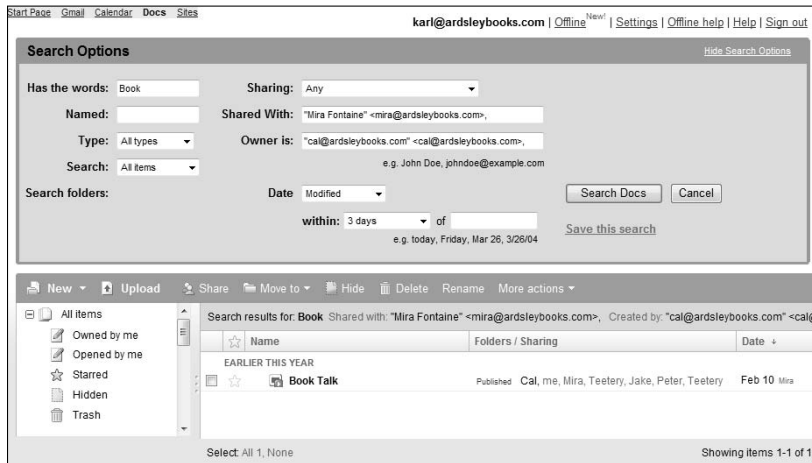 Start Page Gmail Calendar Docs Sites
karl@ardsleybooks.com | Offline New! | Settings | Offline help | Help | Sign out
Search Options
Hide Search Options
Has the words: Book
Sharing: Any
Named:
Shared With: "Mira Fontaine" <mira@ardsleybooks.com>,
Type: All types
Owner is: "cal@ardsleybooks.com" <cal@ardsleybooks.com>,
Search: All items
e.g. John Doe, johndoe@example.com
Search folders:
Date Modified
Search Docs Cancel
within: 3 days of
Save this search
e.g. today, Friday, Mar 26, 3/26/04
New Upload Share Move to Hide Delete Rename More actions
All items
Owned by me
Opened by me
Starred
Hidden
Trash
Search results for: Book Shared with: "Mira Fontaine" <mira@ardsleybooks.com>, Created by: "cal@ardsleybooks.com" <cal@
Name Folders / Sharing Date
EARLIER THIS YEAR
Book Talk Published Cal, me, Mira, Teetery, Jake, Peter, Teetery Feb 10 Mira
Select: All 1, None
Showing items 1-1 of 1